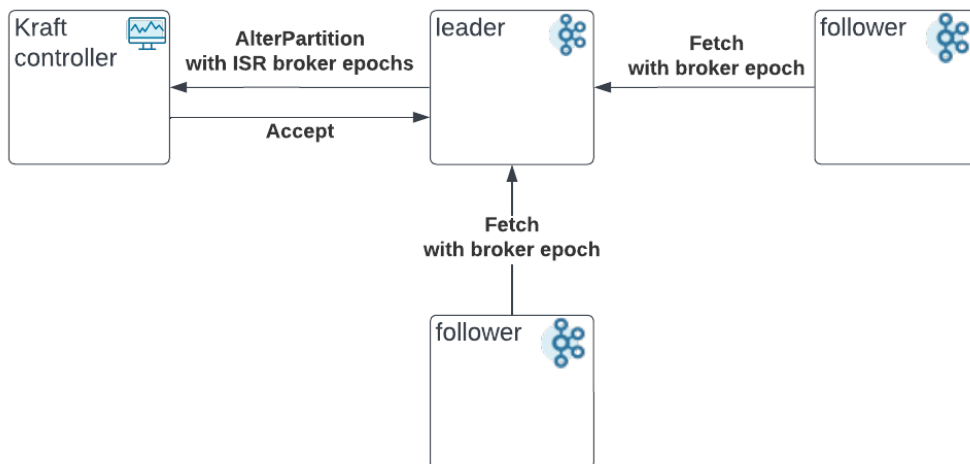 Kraft
controller
AlterPartition
with ISR broker epochs
Accept
leader
Fetch
with broker epoch
follower
Fetch
with broker epoch
follower